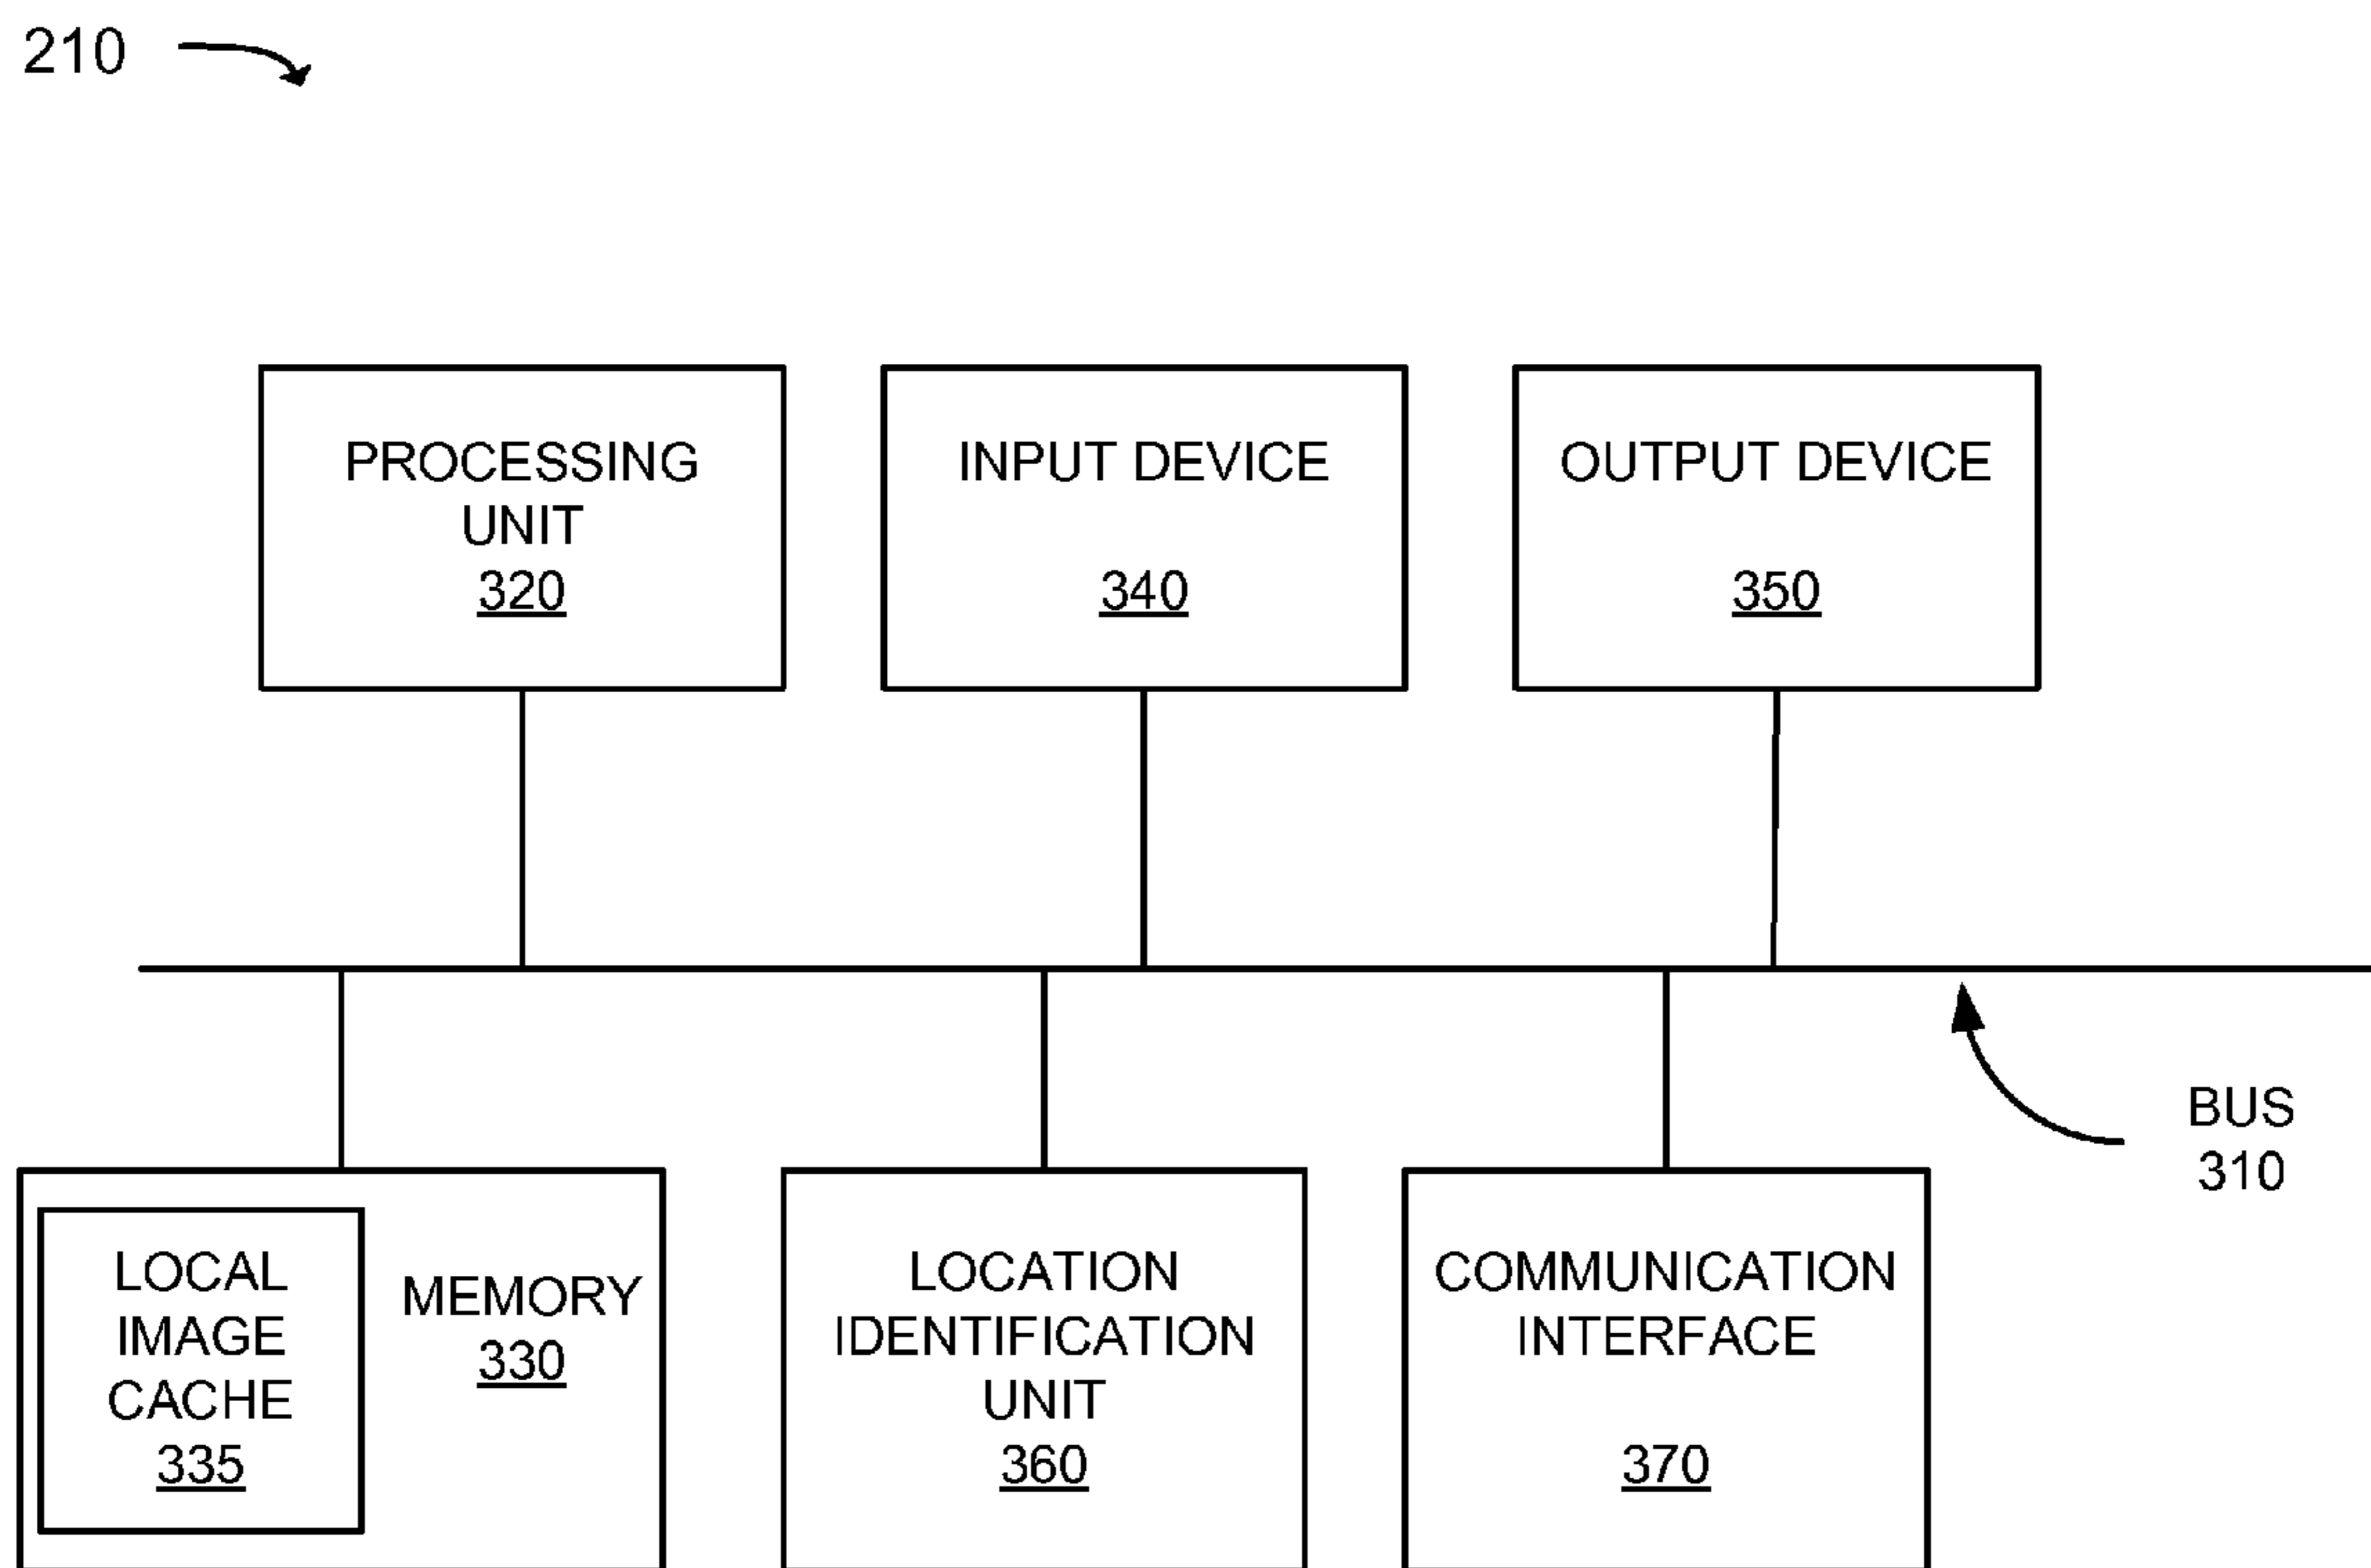 210
PROCESSING
UNIT
320
INPUT DEVICE
340
OUTPUT DEVICE
350
BUS
310
LOCAL
IMAGE
CACHE
335
MEMORY
330
LOCATION
IDENTIFICATION
UNIT
360
COMMUNICATION
INTERFACE
370